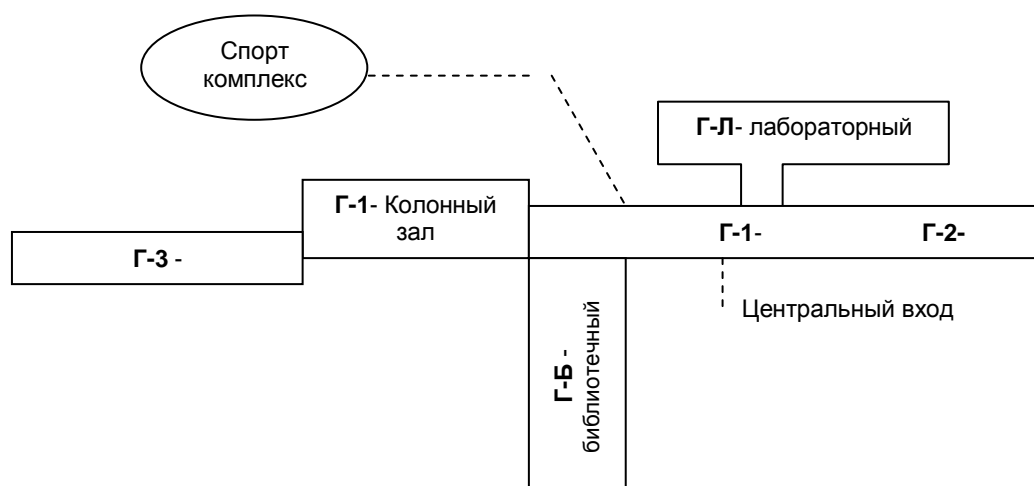 Спорт
комплекс
Г-Л- лабораторный
Г-1- Колонный
зал
Г-1-
Г-2-
Г-3 -
Центральный вход
Г-Б -
библиотечный